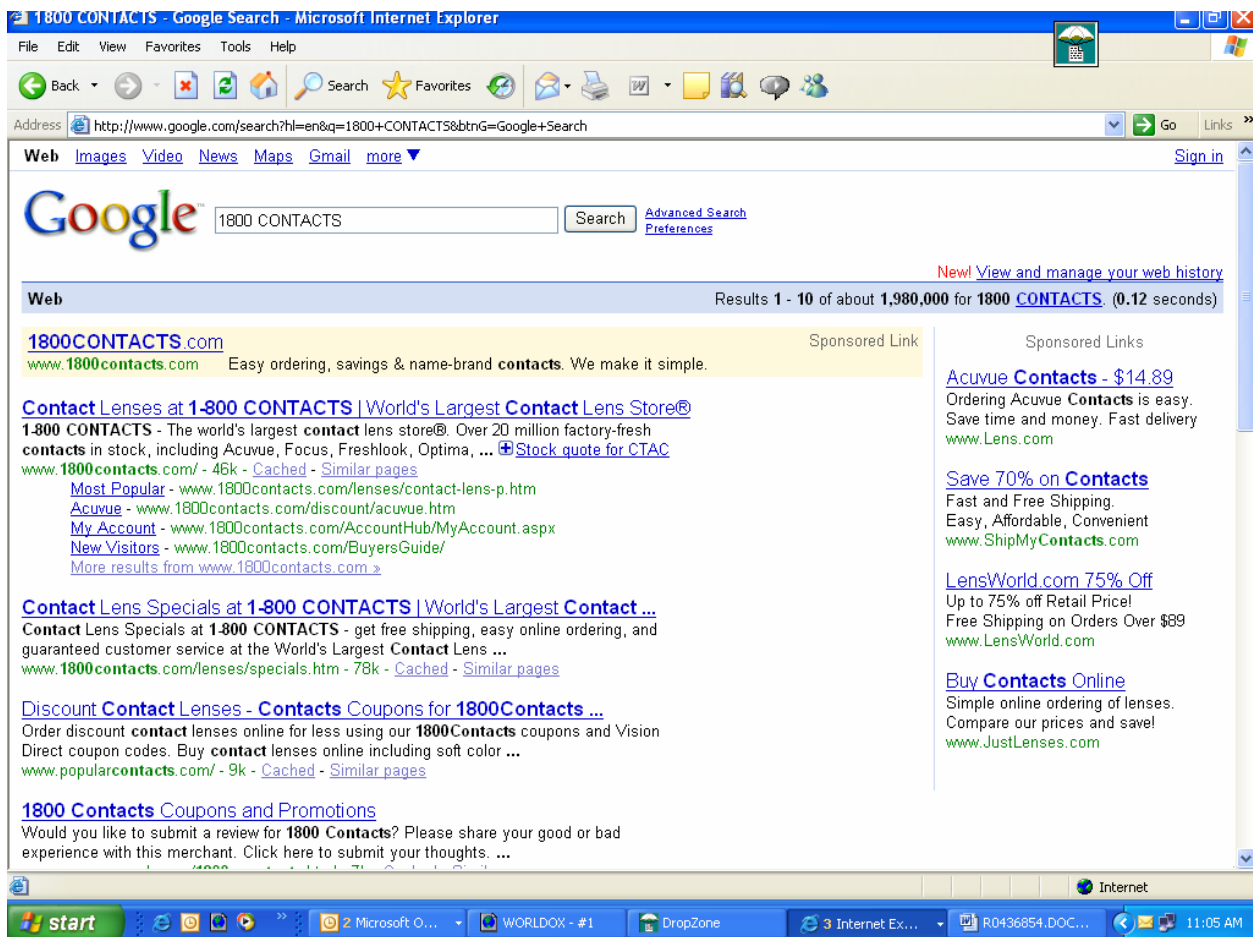 1800 CONTACTS - Google Search - Microsoft Internet Explorer
File Edit View Favorites Tools Help
Back Search Favorites
Address http://www.google.com/search?hl=en&q=1800+CONTACTS&btnG=Google+Search Go Links »
Web Images Video News Maps Gmail more ▼ Sign in
Google™ 1800 CONTACTS Search Advanced Search
Preferences
New! View and manage your web history
Web Results 1 - 10 of about 1,980,000 for 1800 CONTACTS. (0.12 seconds)
1800CONTACTS.com Sponsored Link
www.1800contacts.com Easy ordering, savings & name-brand contacts. We make it simple.
Contact Lenses at 1-800 CONTACTS | World's Largest Contact Lens Store®
1-800 CONTACTS - The world's largest contact lens store®. Over 20 million factory-fresh
contacts in stock, including Acuvue, Focus, Freshlook, Optima, ... Stock quote for CTAC
www.1800contacts.com/ - 46k - Cached - Similar pages
Most Popular - www.1800contacts.com/lenses/contact-lens-p.htm
Acuvue - www.1800contacts.com/discount/acuvue.htm
My Account - www.1800contacts.com/AccountHub/MyAccount.aspx
New Visitors - www.1800contacts.com/BuyersGuide/
More results from www.1800contacts.com »
Contact Lens Specials at 1-800 CONTACTS | World's Largest Contact ...
Contact Lens Specials at 1-800 CONTACTS - get free shipping, easy online ordering, and
guaranteed customer service at the World's Largest Contact Lens ...
www.1800contacts.com/lenses/specials.htm - 78k - Cached - Similar pages
Discount Contact Lenses - Contacts Coupons for 1800Contacts ...
Order discount contact lenses online for less using our 1800Contacts coupons and Vision
Direct coupon codes. Buy contact lenses online including soft color ...
www.popularcontacts.com/ - 9k - Cached - Similar pages
1800 Contacts Coupons and Promotions
Would you like to submit a review for 1800 Contacts? Please share your good or bad
experience with this merchant. Click here to submit your thoughts. ...
Sponsored Links
Acuvue Contacts - $14.89
Ordering Acuvue Contacts is easy.
Save time and money. Fast delivery
www.Lens.com
Save 70% on Contacts
Fast and Free Shipping.
Easy, Affordable, Convenient
www.ShipMyContacts.com
LensWorld.com 75% Off
Up to 75% off Retail Price!
Free Shipping on Orders Over $89
www.LensWorld.com
Buy Contacts Online
Simple online ordering of lenses.
Compare our prices and save!
www.JustLenses.com
Internet
start » 2 Microsoft O... WORLDOX - #1 DropZone 3 Internet Ex... R0436854.DOC... 11:05 AM